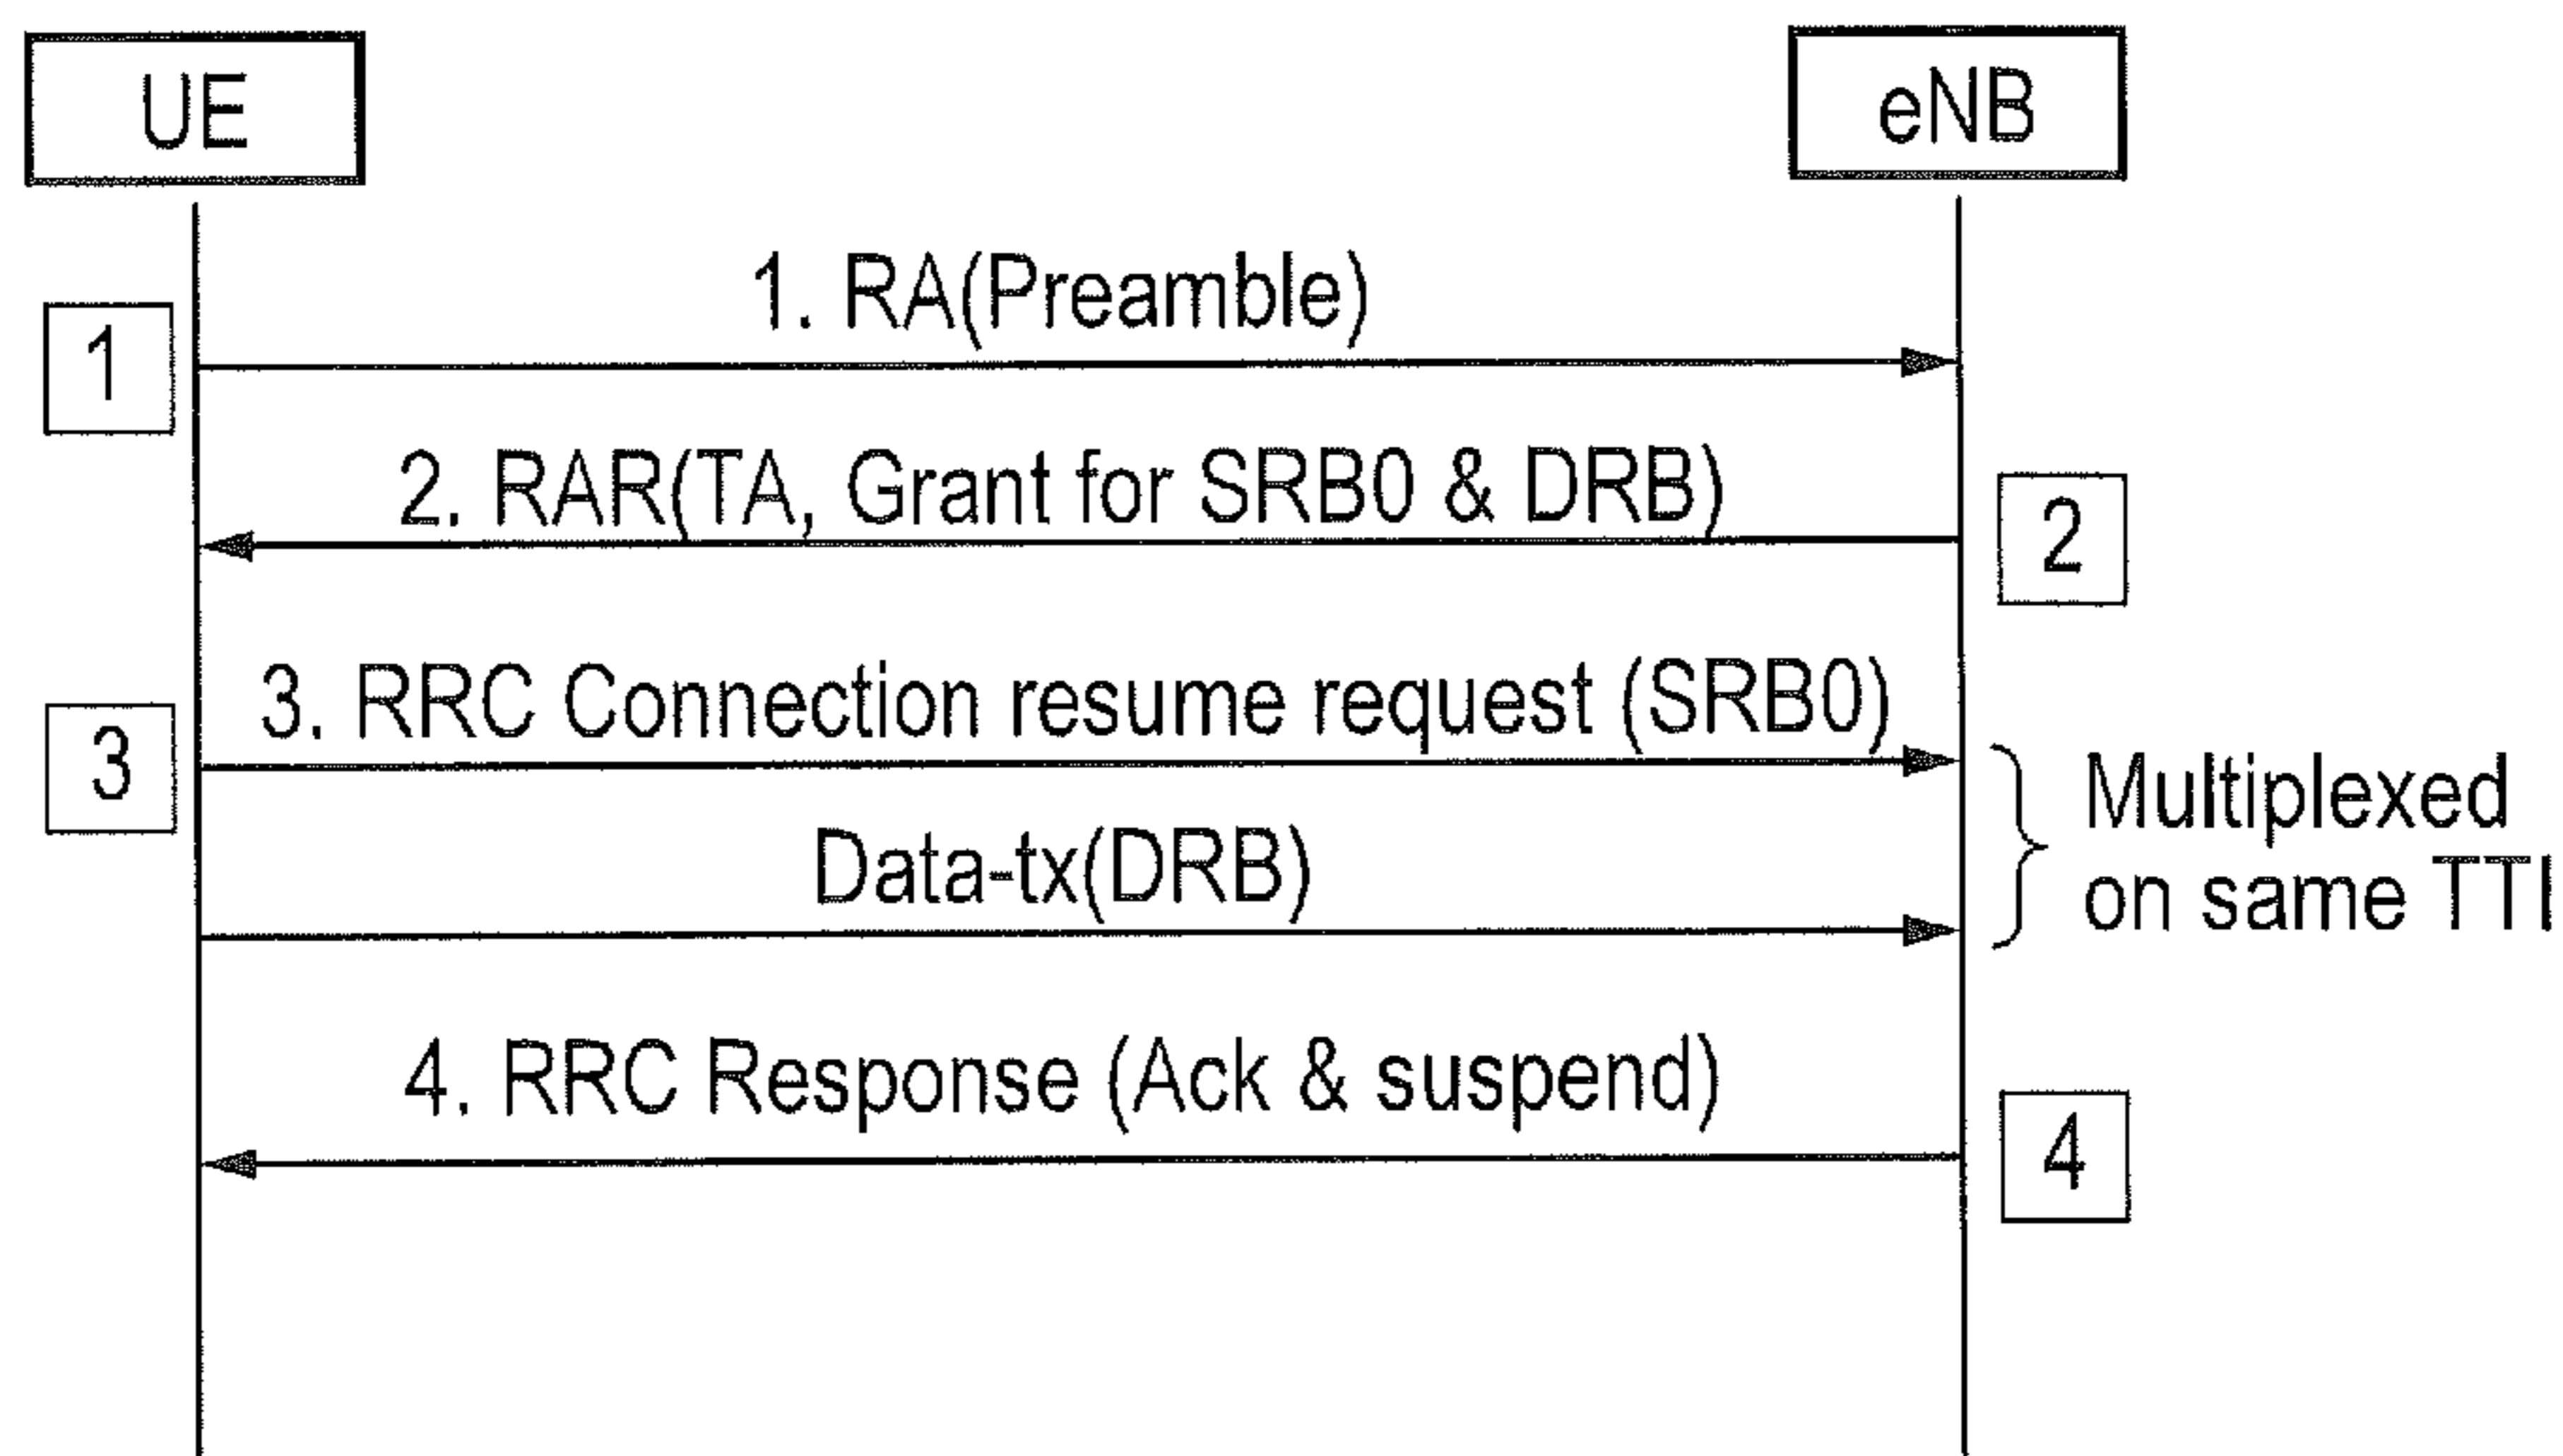 UE
eNB
1. RA(Preamble)
1
2. RAR(TA, Grant for SRB0 & DRB)
2
3. RRC Connection resume request (SRB0)
3
Multiplexed
on same TTI
Data-tx(DRB)
4. RRC Response (Ack & suspend)
4